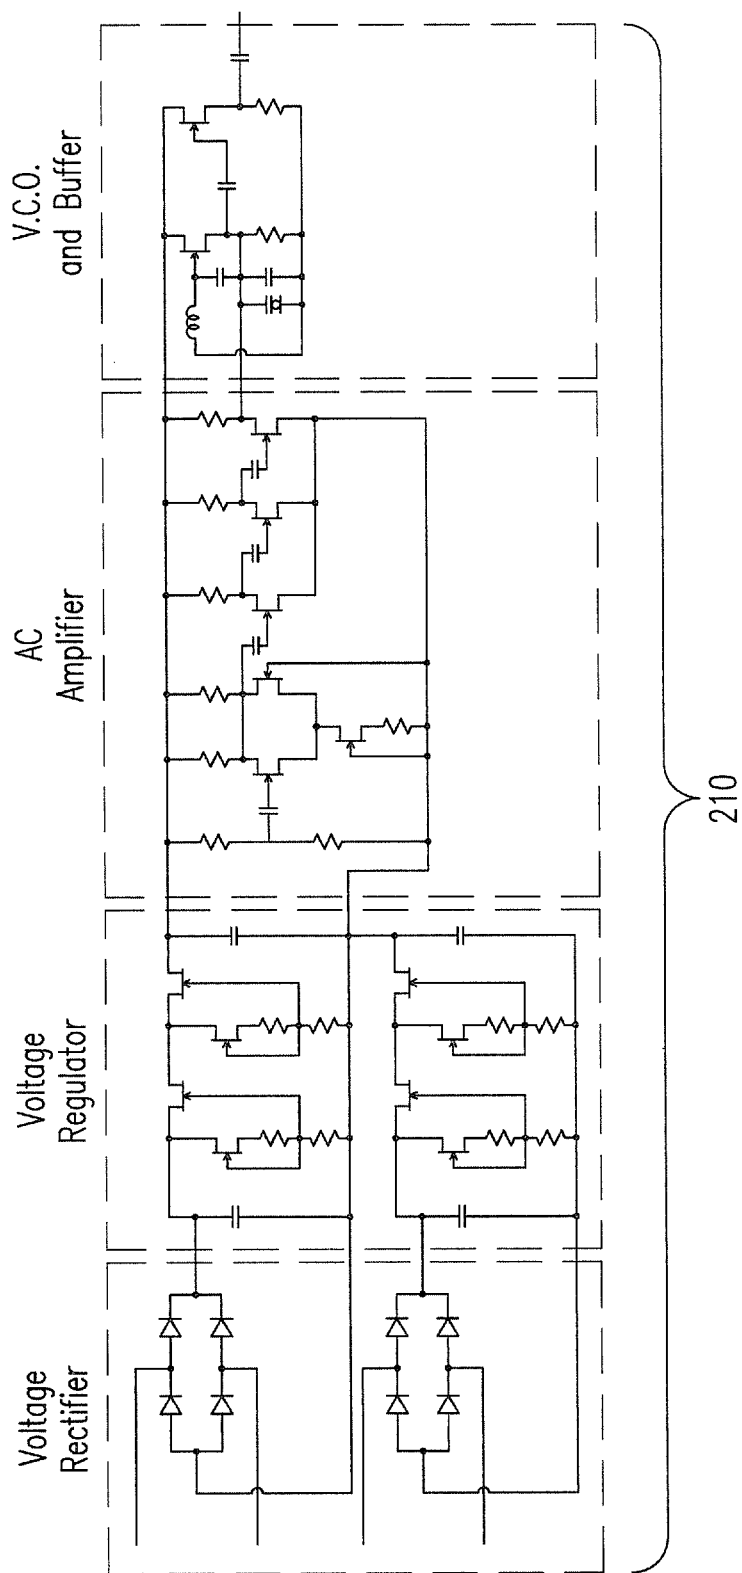 Voltage
Rectifier
Voltage
Regulator
AC
Amplifier
V.C.O.
and Buffer
210